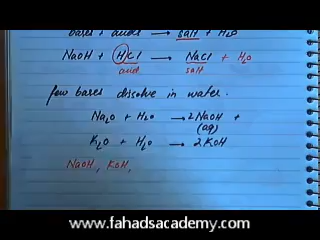 bases + acids → salt + H2O
NaOH + HCl → NaCl + H2O
acid salt
few bases dissolve in water.
Na2O + H2O → 2NaOH +
(aq)
K2O + H2O → 2KOH
NaOH, KOH,
www.fahadsacademy.com